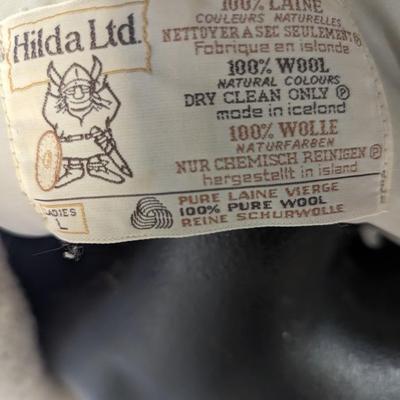 Hilda Ltd.
100% LAINE
COULEURS NATURELLES
NETTOYER A SEC SEULEMENT Ⓟ
Fabrique en islande
100% WOOL
NATURAL COLOURS
DRY CLEAN ONLY Ⓟ
made in iceland
100% WOLLE
NATURFARBEN
NUR CHEMISCH REINIGEN Ⓟ
hergestellt in island
LADIES
L
PURE LAINE VIERGE
100% PURE WOOL
REINE SCHURWOLLE